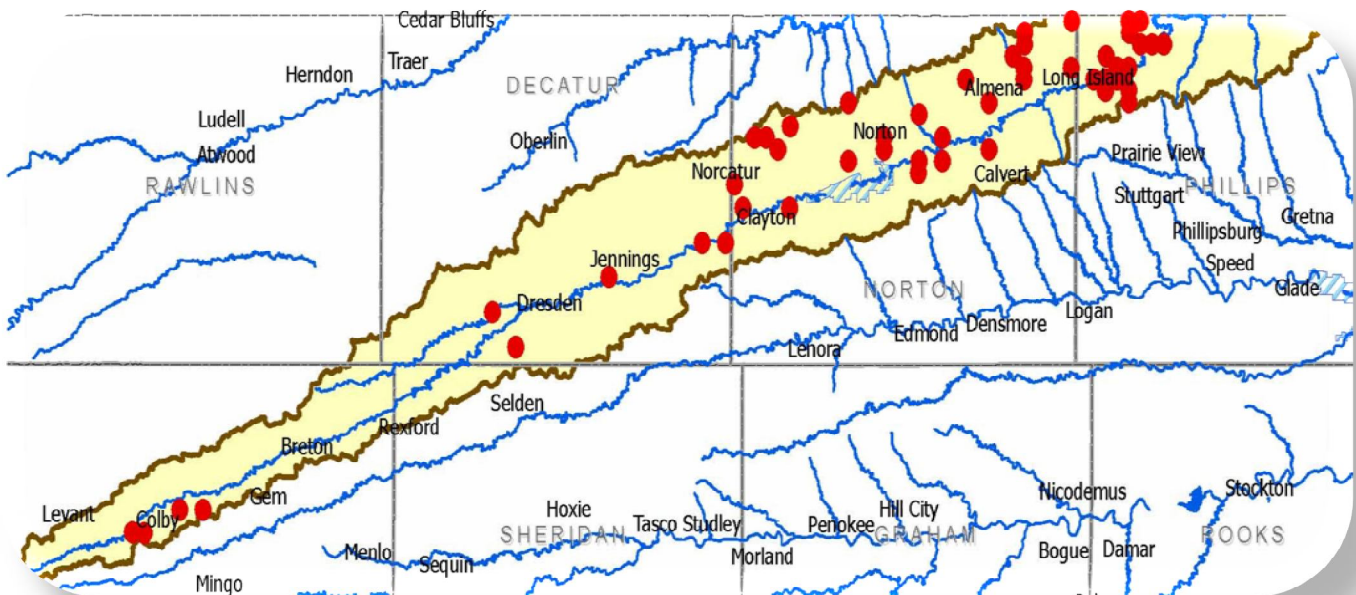 Cedar Bluffs
Traer
Herndon
DECATUR
Almena
Long Island
Ludell
Oberlin
Norton
Atwood
RAWLINS
Prairie View
Norcatur
Calvert
PHILLIPS
Stuttgart
Clayton
Gretna
Phillipsburg
Jennings
Speed
NORTON
Glade
Dresden
Logan
Densmore
Edmond
Lenora
Selden
Rexford
Breton
Gem
Nicodemus
Stockton
Levant
Colby
Hoxie
Hill City
Tasco
Studley
Penokee
SHERIDAN
GRAHAM
ROOKS
Menlo
Morland
Bogue
Damar
Sequin
Mingo